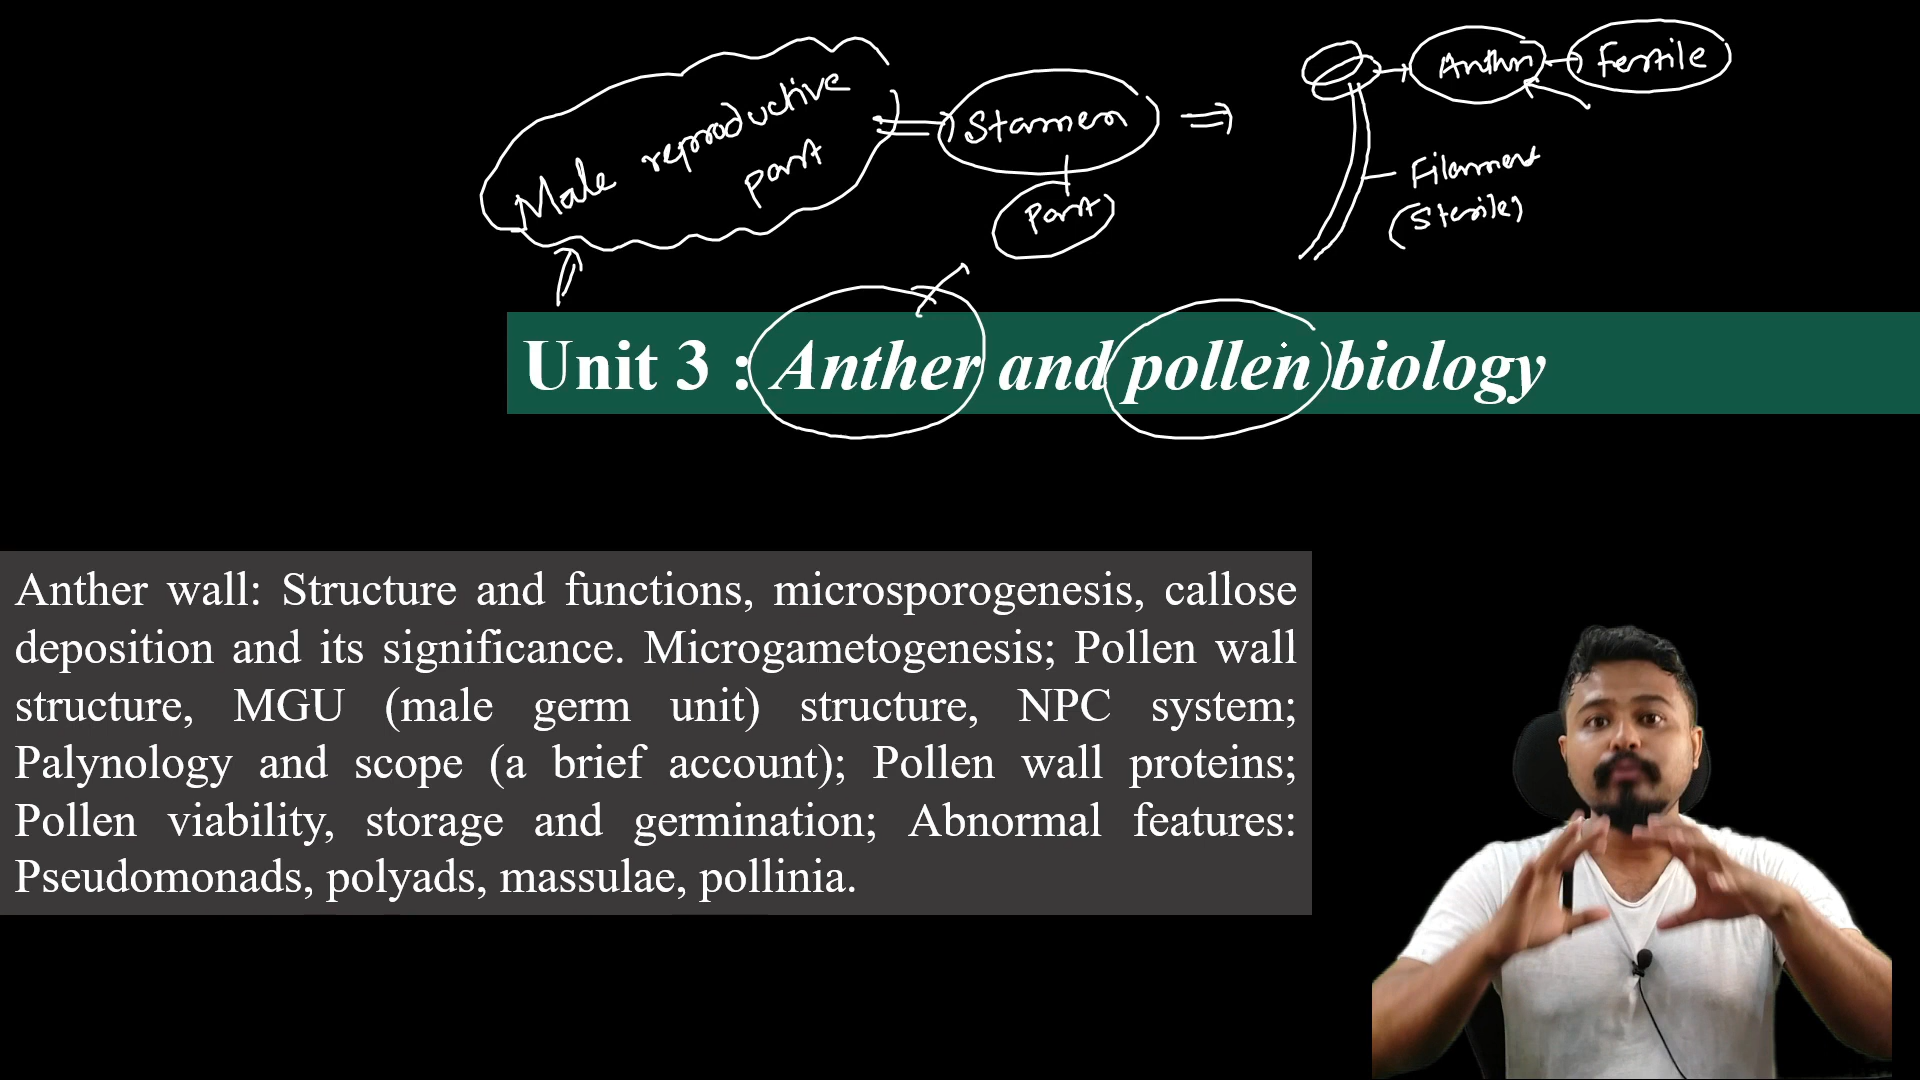 Male reproductive
part
Stamen
Part
Anthr
Fertile
Filament
(Sterile)
Unit 3 : Anther and pollen biology
Anther wall: Structure and functions, microsporogenesis, callose
deposition and its significance. Microgametogenesis; Pollen wall
structure, MGU (male germ unit) structure, NPC system;
Palynology and scope (a brief account); Pollen wall proteins;
Pollen viability, storage and germination; Abnormal features:
Pseudomonads, polyads, massulae, pollinia.